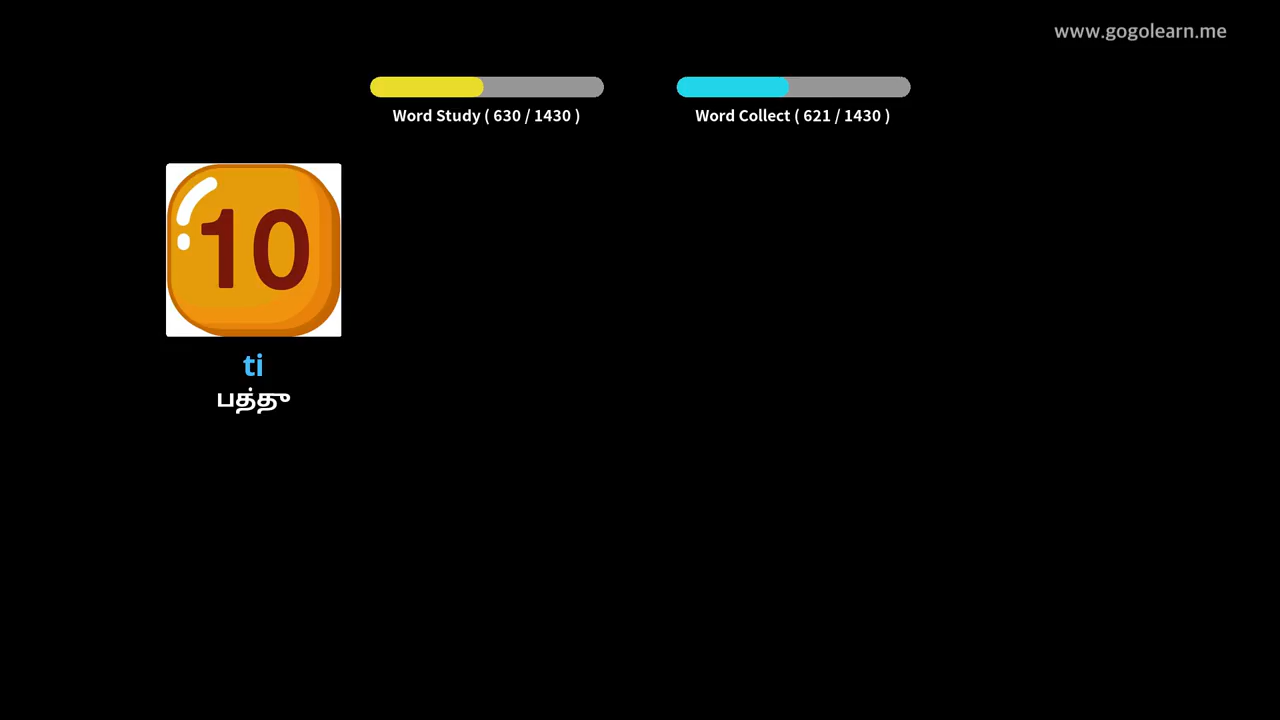 www.gogolearn.me
Word Study ( 630 / 1430 )
Word Collect ( 621 / 1430 )
10
ti
பத்து